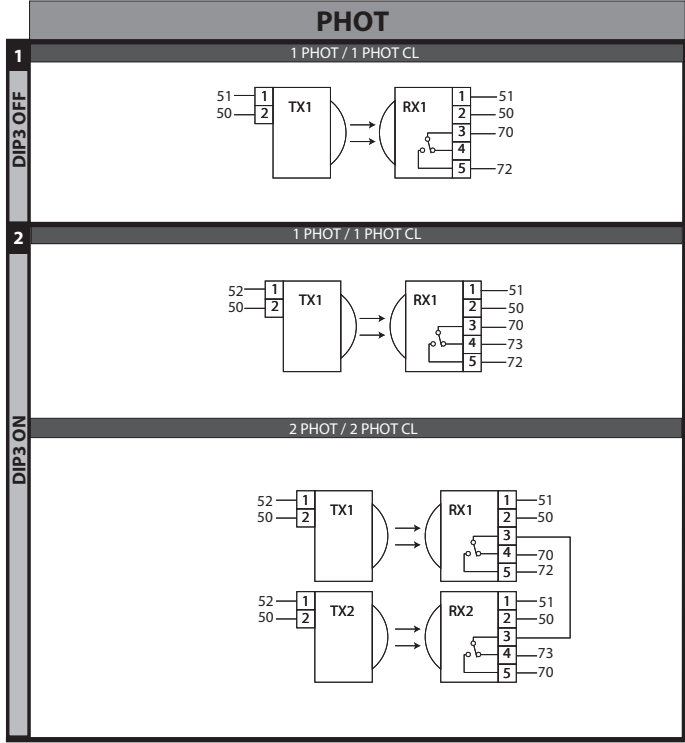 PHOT
1
1 PHOT / 1 PHOT CL
DIP3 OFF
51 1 TX1 RX1 1 51
50 2 2 50
3 70
4
5 72
2
1 PHOT / 1 PHOT CL
DIP3 ON
52 1 TX1 RX1 1 51
50 2 2 50
3 70
4 73
5 72
2 PHOT / 2 PHOT CL
52 1 TX1 RX1 1 51
50 2 2 50
3
4 70
5 72
52 1 TX2 RX2 1 51
50 2 2 50
3
4 73
5 70